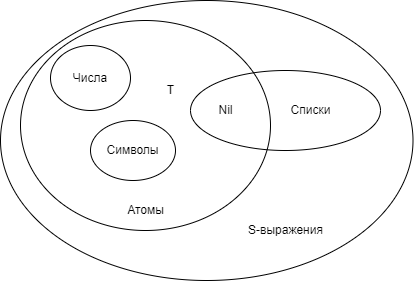 Числа
T
Nil
Списки
Символы
Атомы
S-выражения